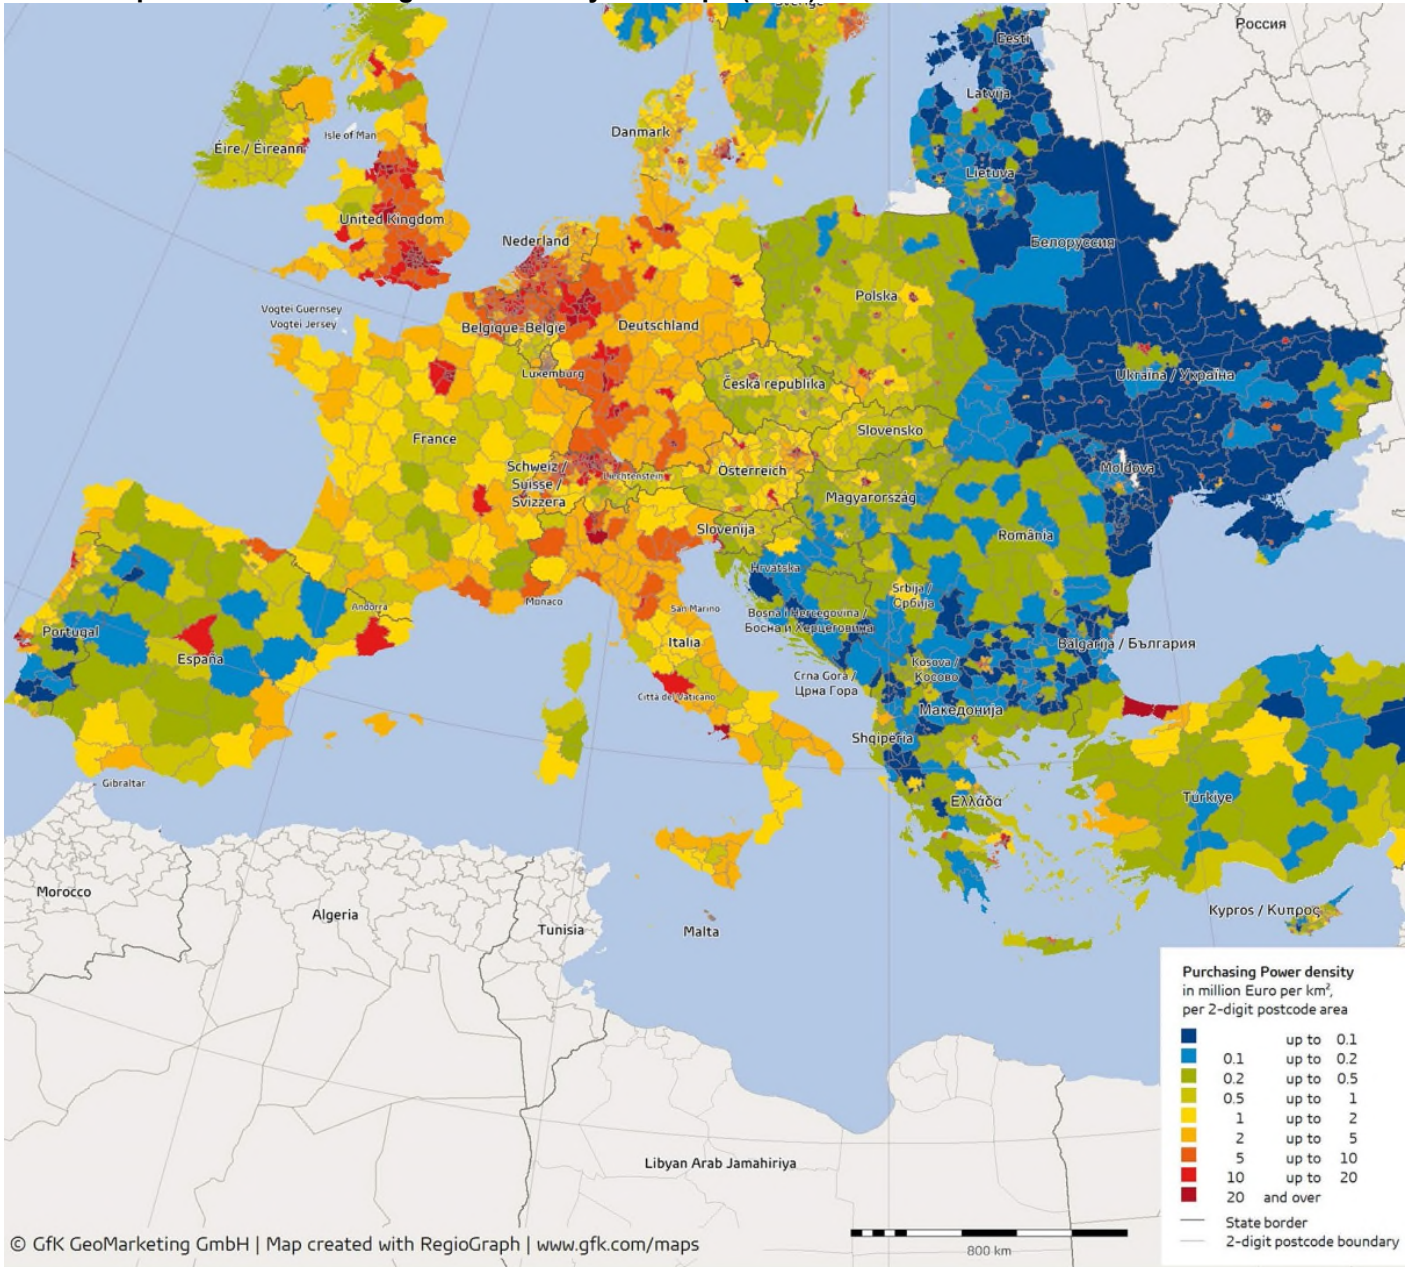 Россия
Eesti
Latvija
Danmark
Isle of Man
Éire / Éireann
Lietuva
United Kingdom
Nederland
Белоруссия
Polska
Vogtei Guernsey
Vogtei Jersey
Belgique-België
Deutschland
Luxemburg
Česká republika
Ukraina / Україна
France
Slovensko
Schweiz /
Suisse /
Svizzera
Liechtenstein
Österreich
Moldova
Magyarország
Slovenija
România
Hrvatska
Andorra
Monaco
San Marino
Srbija /
Србија
Bosna i Hercegovina /
Босна и Херцеговина
Portugal
España
Italia
Balgarija / България
Kosova /
Косово
Crna Gora /
Црна Гора
Città del Vaticano
Македонија
Shqiperia
Gibraltar
Ελλάδα
Türkiye
Morocco
Algeria
Tunisia
Malta
Kypros / Κυπρος
Purchasing Power density
in million Euro per km²,
per 2-digit postcode area
up to 0.1
0.1 up to 0.2
0.2 up to 0.5
0.5 up to 1
1 up to 2
2 up to 5
5 up to 10
10 up to 20
20 and over
State border
2-digit postcode boundary
Libyan Arab Jamahiriya
800 km
© GfK GeoMarketing GmbH | Map created with RegioGraph | www.gfk.com/maps